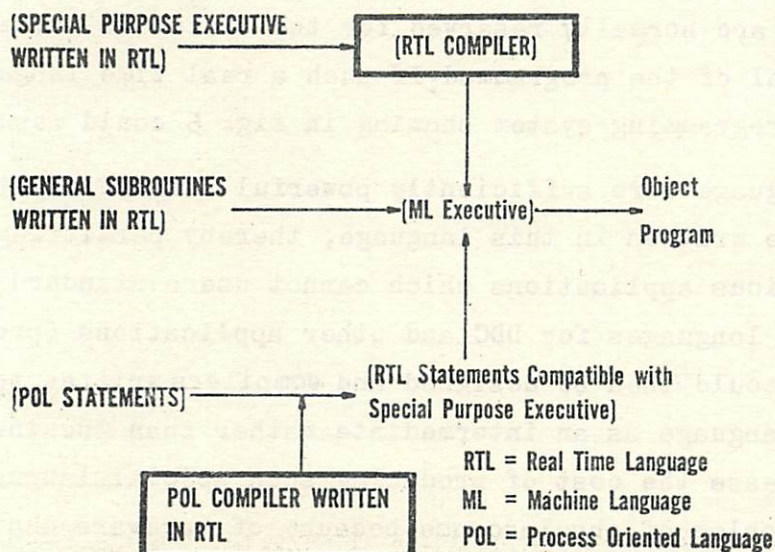 (SPECIAL PURPOSE EXECUTIVE
WRITTEN IN RTL)
(RTL COMPILER)
(GENERAL SUBROUTINES
WRITTEN IN RTL)
(ML Executive)
Object
Program
(POL STATEMENTS)
(RTL Statements Compatible with
Special Purpose Executive)
POL COMPILER WRITTEN
IN RTL
RTL = Real Time Language
ML = Machine Language
POL = Process Oriented Language